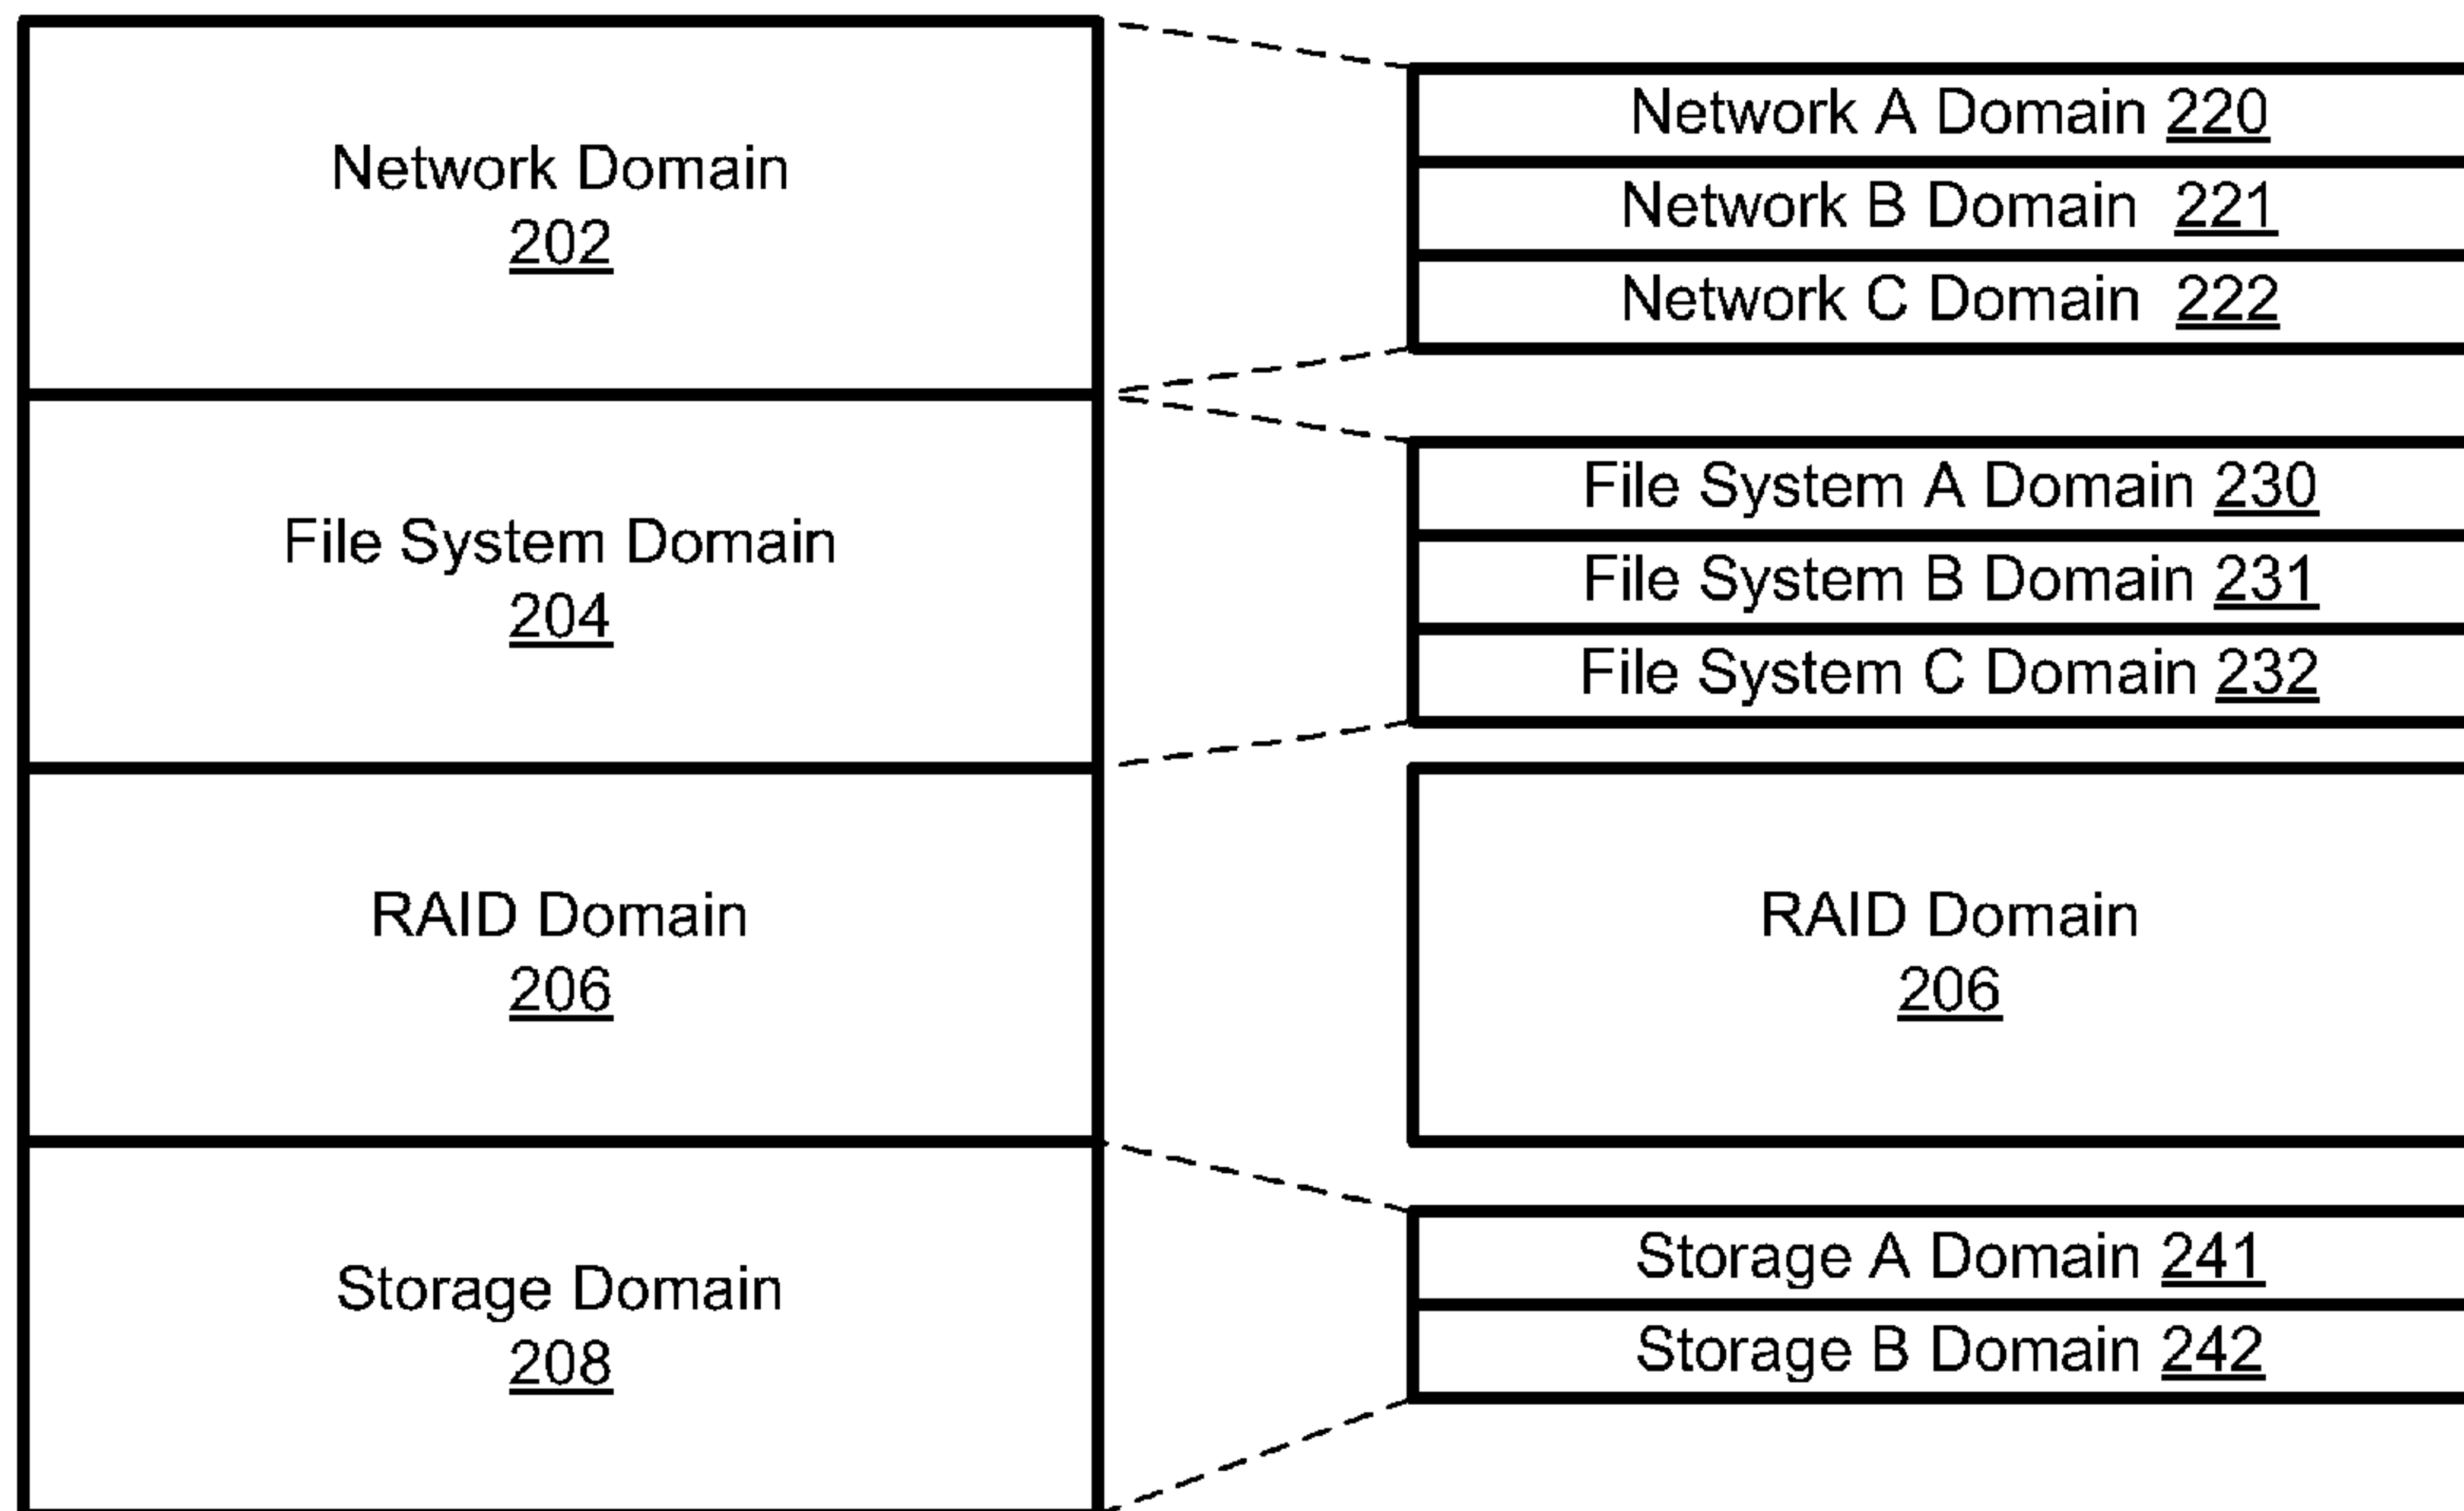 Network Domain
202
File System Domain
204
RAID Domain
206
Storage Domain
208
Network A Domain 220
Network B Domain 221
Network C Domain 222
File System A Domain 230
File System B Domain 231
File System C Domain 232
RAID Domain
206
Storage A Domain 241
Storage B Domain 242